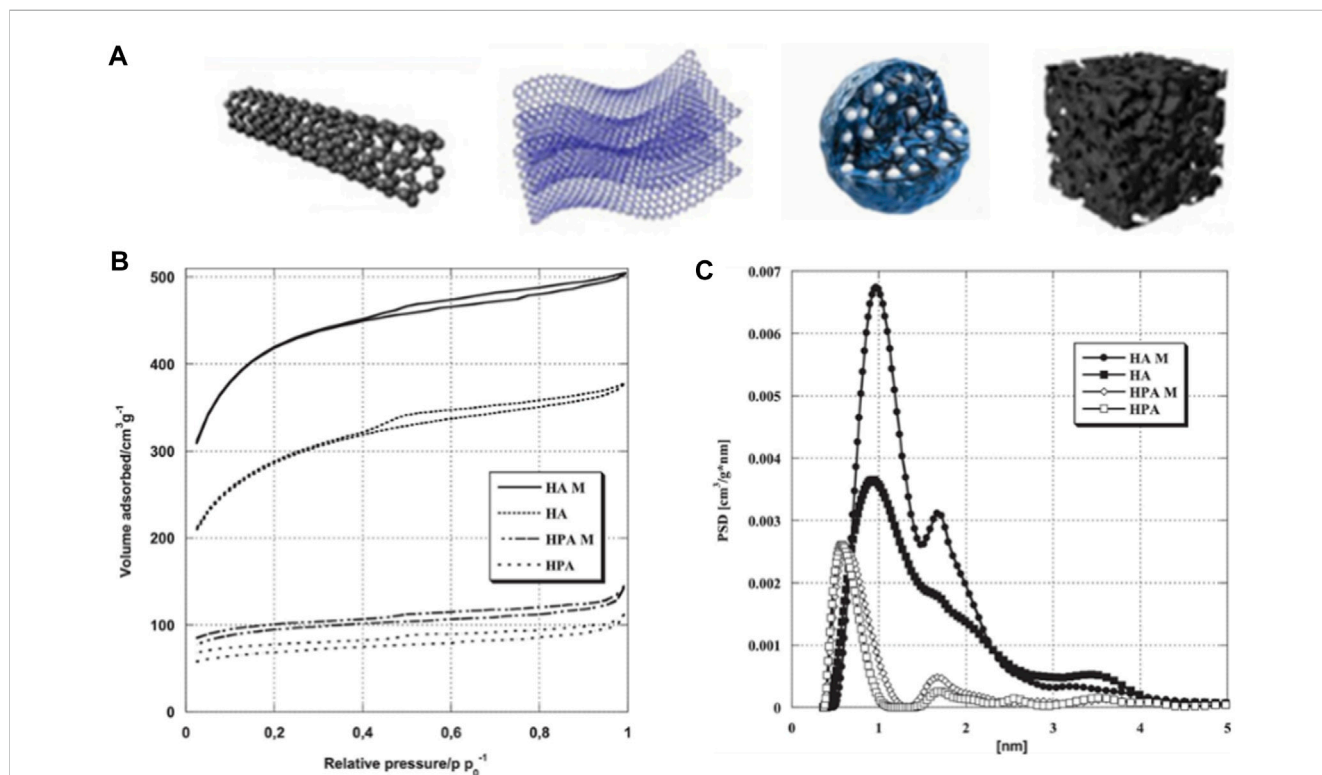 A
B
500
400
300
200
100
0
Volume adsorbed/cm³g⁻¹
HA M
HA
HPA M
HPA
0 0,2 0,4 0,6 0,8 1
Relative pressure/p p₀⁻¹
C
0.007
0.006
0.005
0.004
0.003
0.002
0.001
0
PSD [cm³/g*nm]
HA M
HA
HPA M
HPA
0 1 2 3 4 5
[nm]